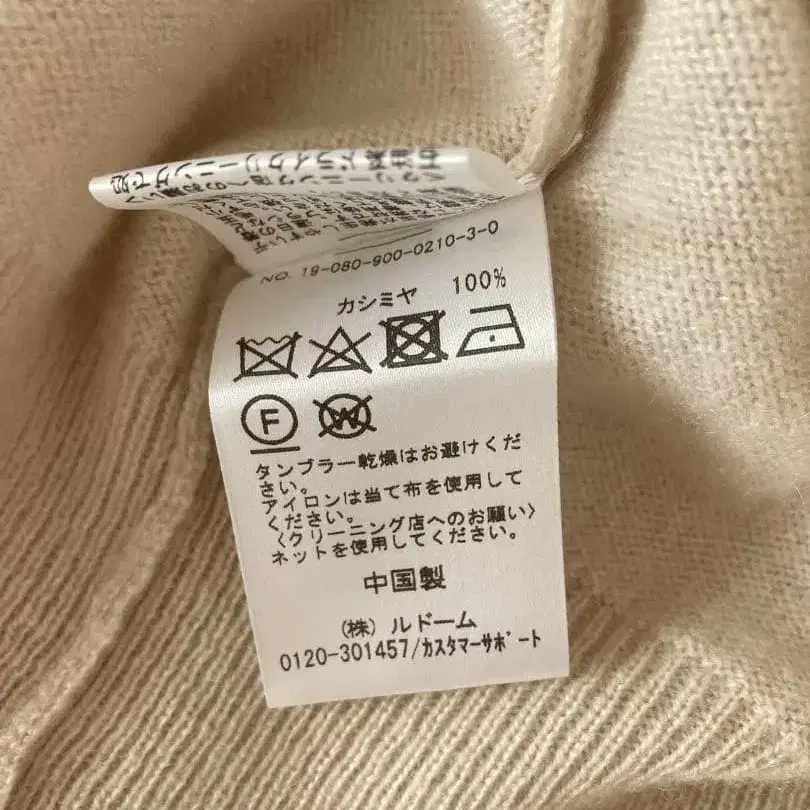 NO. 19-080-900-0210-3-0
カシミヤ 100%
F
W
タンブラー乾燥はお避けくだ
さい。
アイロンは当て布を使用して
ください。
〈クリーニング店へのお願い〉
ネットを使用してください。
中国製
(株) ルドーム
0120-301457/カスタマーサポート